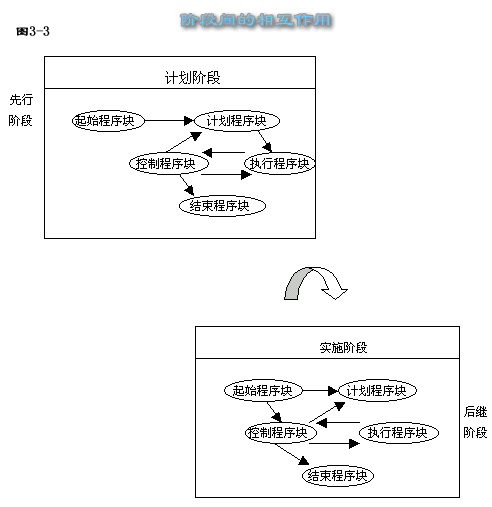 阶段间的相互作用
图3-3
计划阶段
先行
阶段
起始程序块 计划程序块
控制程序块 执行程序块
结束程序块
实施阶段
起始程序块 计划程序块
后继
阶段
控制程序块 执行程序块
结束程序块